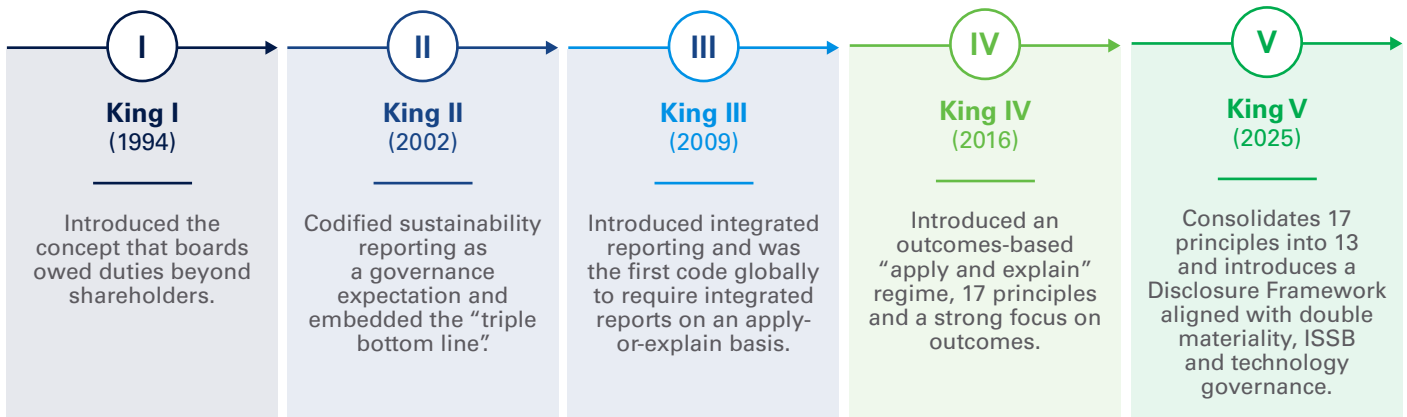 I
King I
(1994)
Introduced the
concept that boards
owed duties beyond
shareholders.
II
King II
(2002)
Codified sustainability
reporting as
a governance
expectation and
embedded the “triple
bottom line”.
III
King III
(2009)
Introduced integrated
reporting and was
the first code globally
to require integrated
reports on an apply-
or-explain basis.
IV
King IV
(2016)
Introduced an
outcomes-based
“apply and explain”
regime, 17 principles
and a strong focus on
outcomes.
V
King V
(2025)
Consolidates 17
principles into 13
and introduces a
Disclosure Framework
aligned with double
materiality, ISSB
and technology
governance.